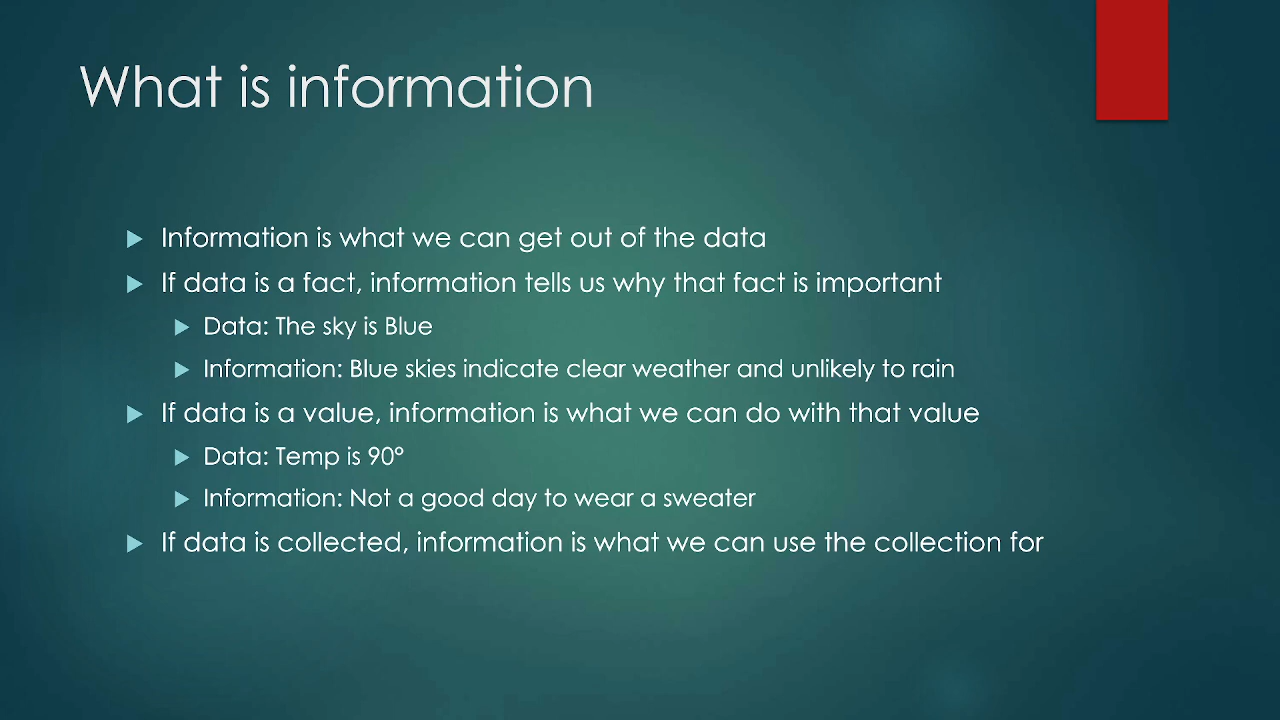 What is information
Information is what we can get out of the data
If data is a fact, information tells us why that fact is important
Data: The sky is Blue
Information: Blue skies indicate clear weather and unlikely to rain
If data is a value, information is what we can do with that value
Data: Temp is 90°
Information: Not a good day to wear a sweater
If data is collected, information is what we can use the collection for